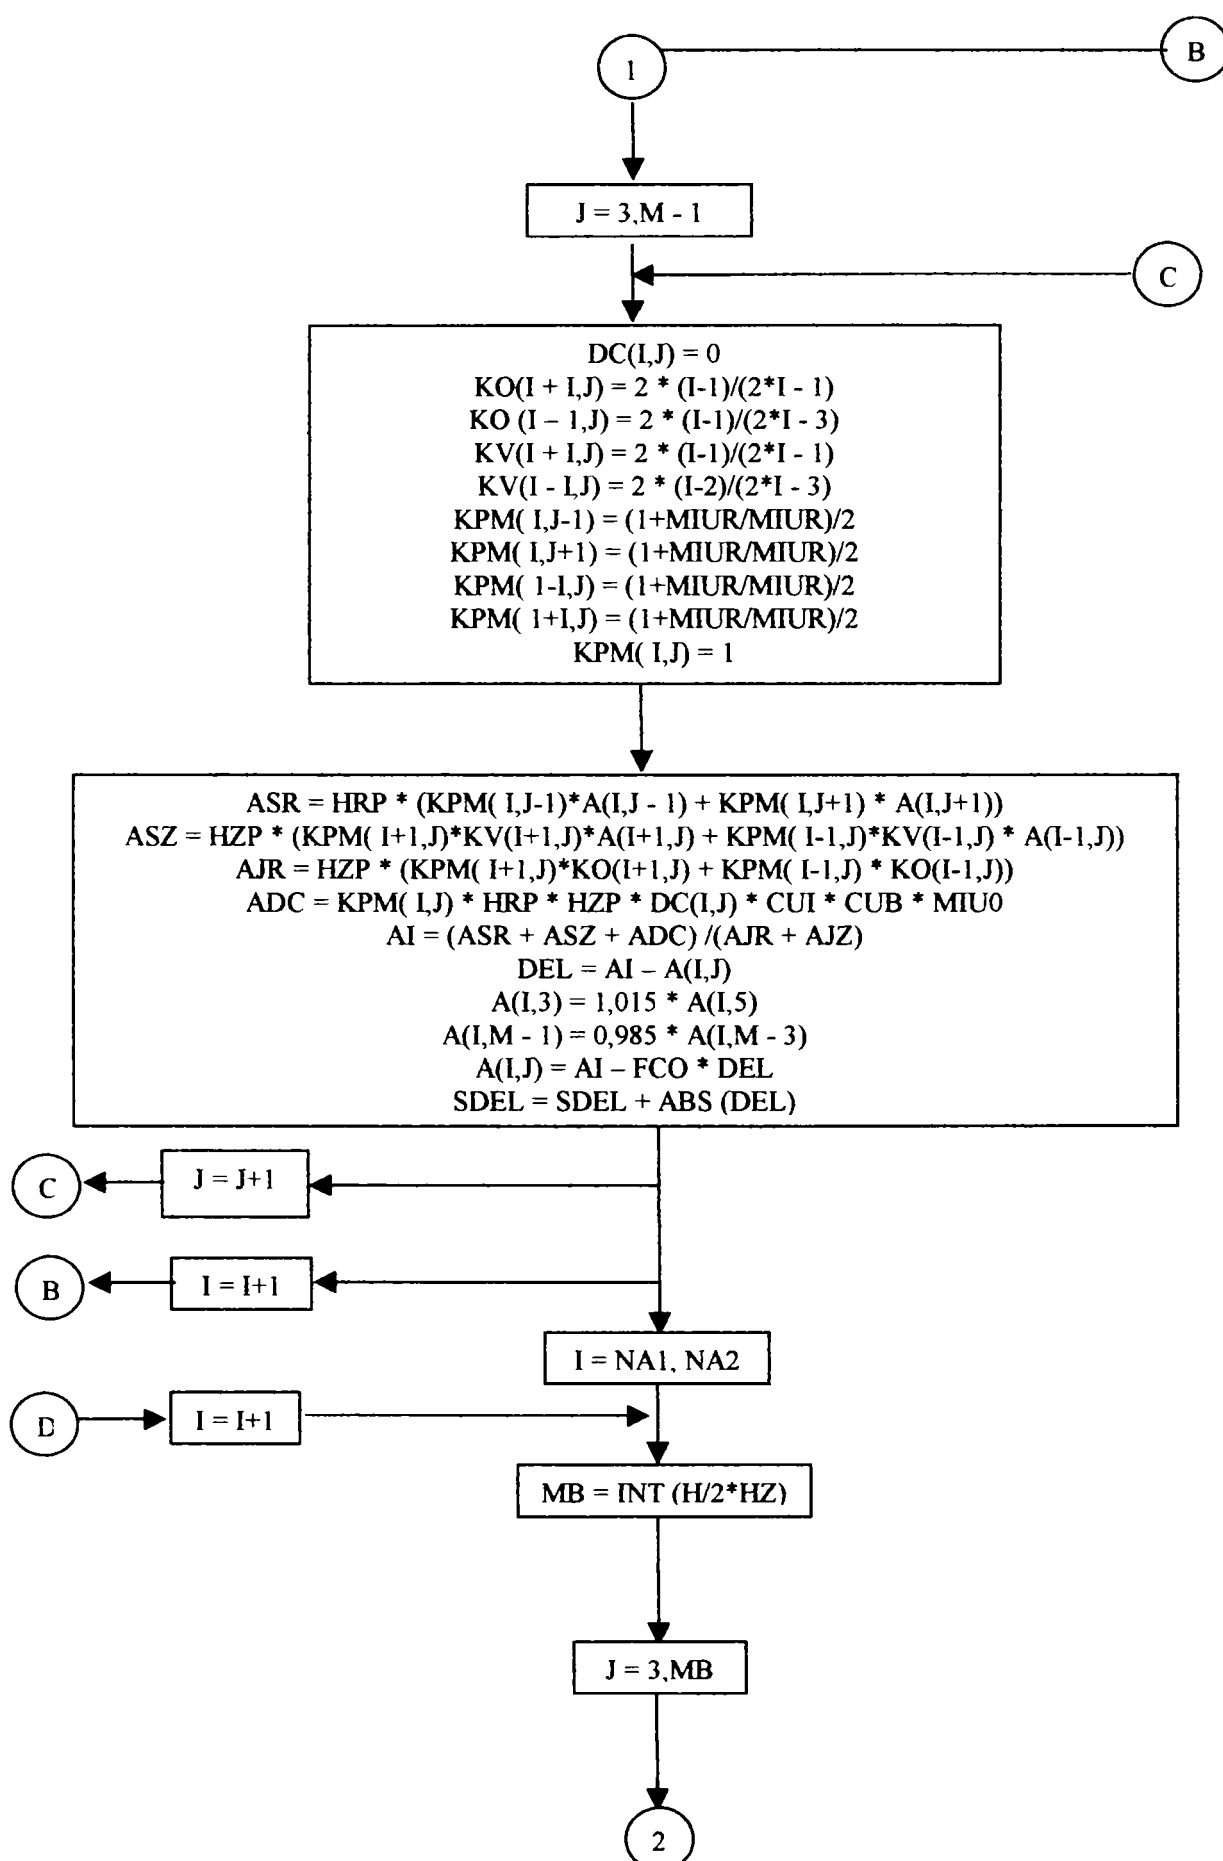 1
B
J = 3,M - 1
C
DC(I,J) = 0
KO(I + I,J) = 2 * (I-1)/(2*I - 1)
KO (I – 1,J) = 2 * (I-1)/(2*I - 3)
KV(I + I,J) = 2 * (I-1)/(2*I - 1)
KV(I - I,J) = 2 * (I-2)/(2*I - 3)
KPM( I,J-1) = (1+MIUR/MIUR)/2
KPM( I,J+1) = (1+MIUR/MIUR)/2
KPM( 1-I,J) = (1+MIUR/MIUR)/2
KPM( 1+I,J) = (1+MIUR/MIUR)/2
KPM( I,J) = 1
ASR = HRP * (KPM( I,J-1)*A(I,J - 1) + KPM( I,J+1) * A(I,J+1))
ASZ = HZP * (KPM( I+1,J)*KV(I+1,J)*A(I+1,J) + KPM( I-1,J)*KV(I-1,J) * A(I-1,J))
AJR = HZP * (KPM( I+1,J)*KO(I+1,J) + KPM( I-1,J) * KO(I-1,J))
ADC = KPM( I,J) * HRP * HZP * DC(I,J) * CUI * CUB * MIU0
AI = (ASR + ASZ + ADC) /(AJR + AJZ)
DEL = AI – A(I,J)
A(I,3) = 1,015 * A(I,5)
A(I,M - 1) = 0,985 * A(I,M - 3)
A(I,J) = AI – FCO * DEL
SDEL = SDEL + ABS (DEL)
C
J = J+1
B
I = I+1
I = NA1, NA2
D
I = I+1
MB = INT (H/2*HZ)
J = 3,MB
2